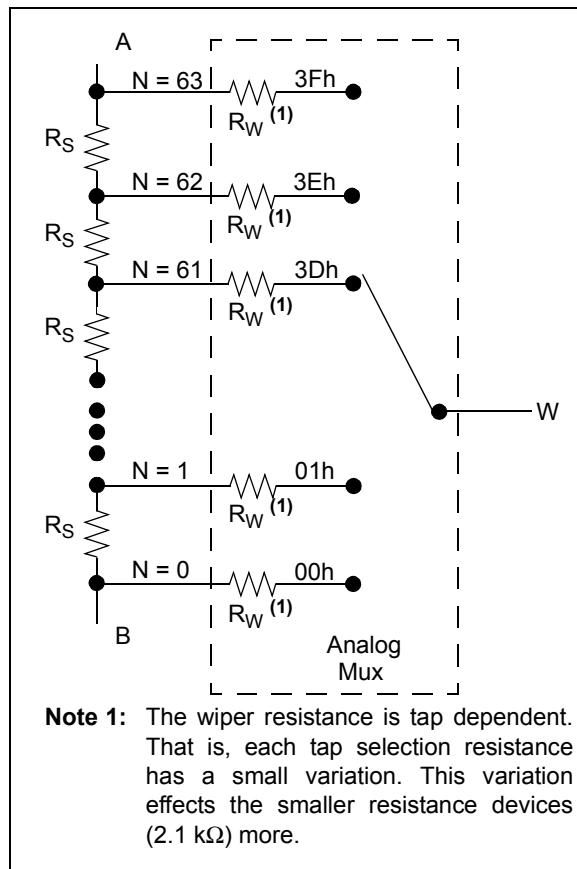 A
N = 63 3Fh
RW (1)
RS
N = 62 3Eh
RW (1)
RS
N = 61 3Dh
RW (1)
RS
W
N = 1 01h
RW (1)
RS
N = 0 00h
RW (1)
B
Analog
Mux
Note 1: The wiper resistance is tap dependent.
That is, each tap selection resistance
has a small variation. This variation
effects the smaller resistance devices
(2.1 kΩ) more.